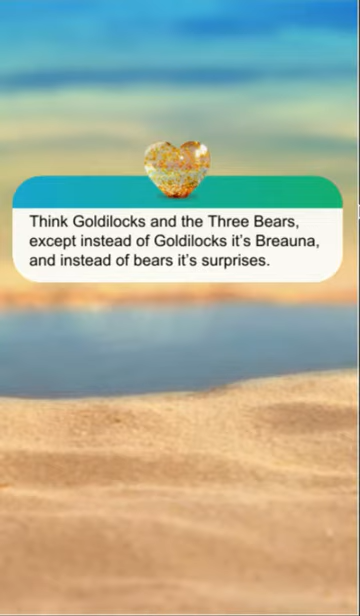 Think Goldilocks and the Three Bears,
except instead of Goldilocks it’s Breauna,
and instead of bears it’s surprises.